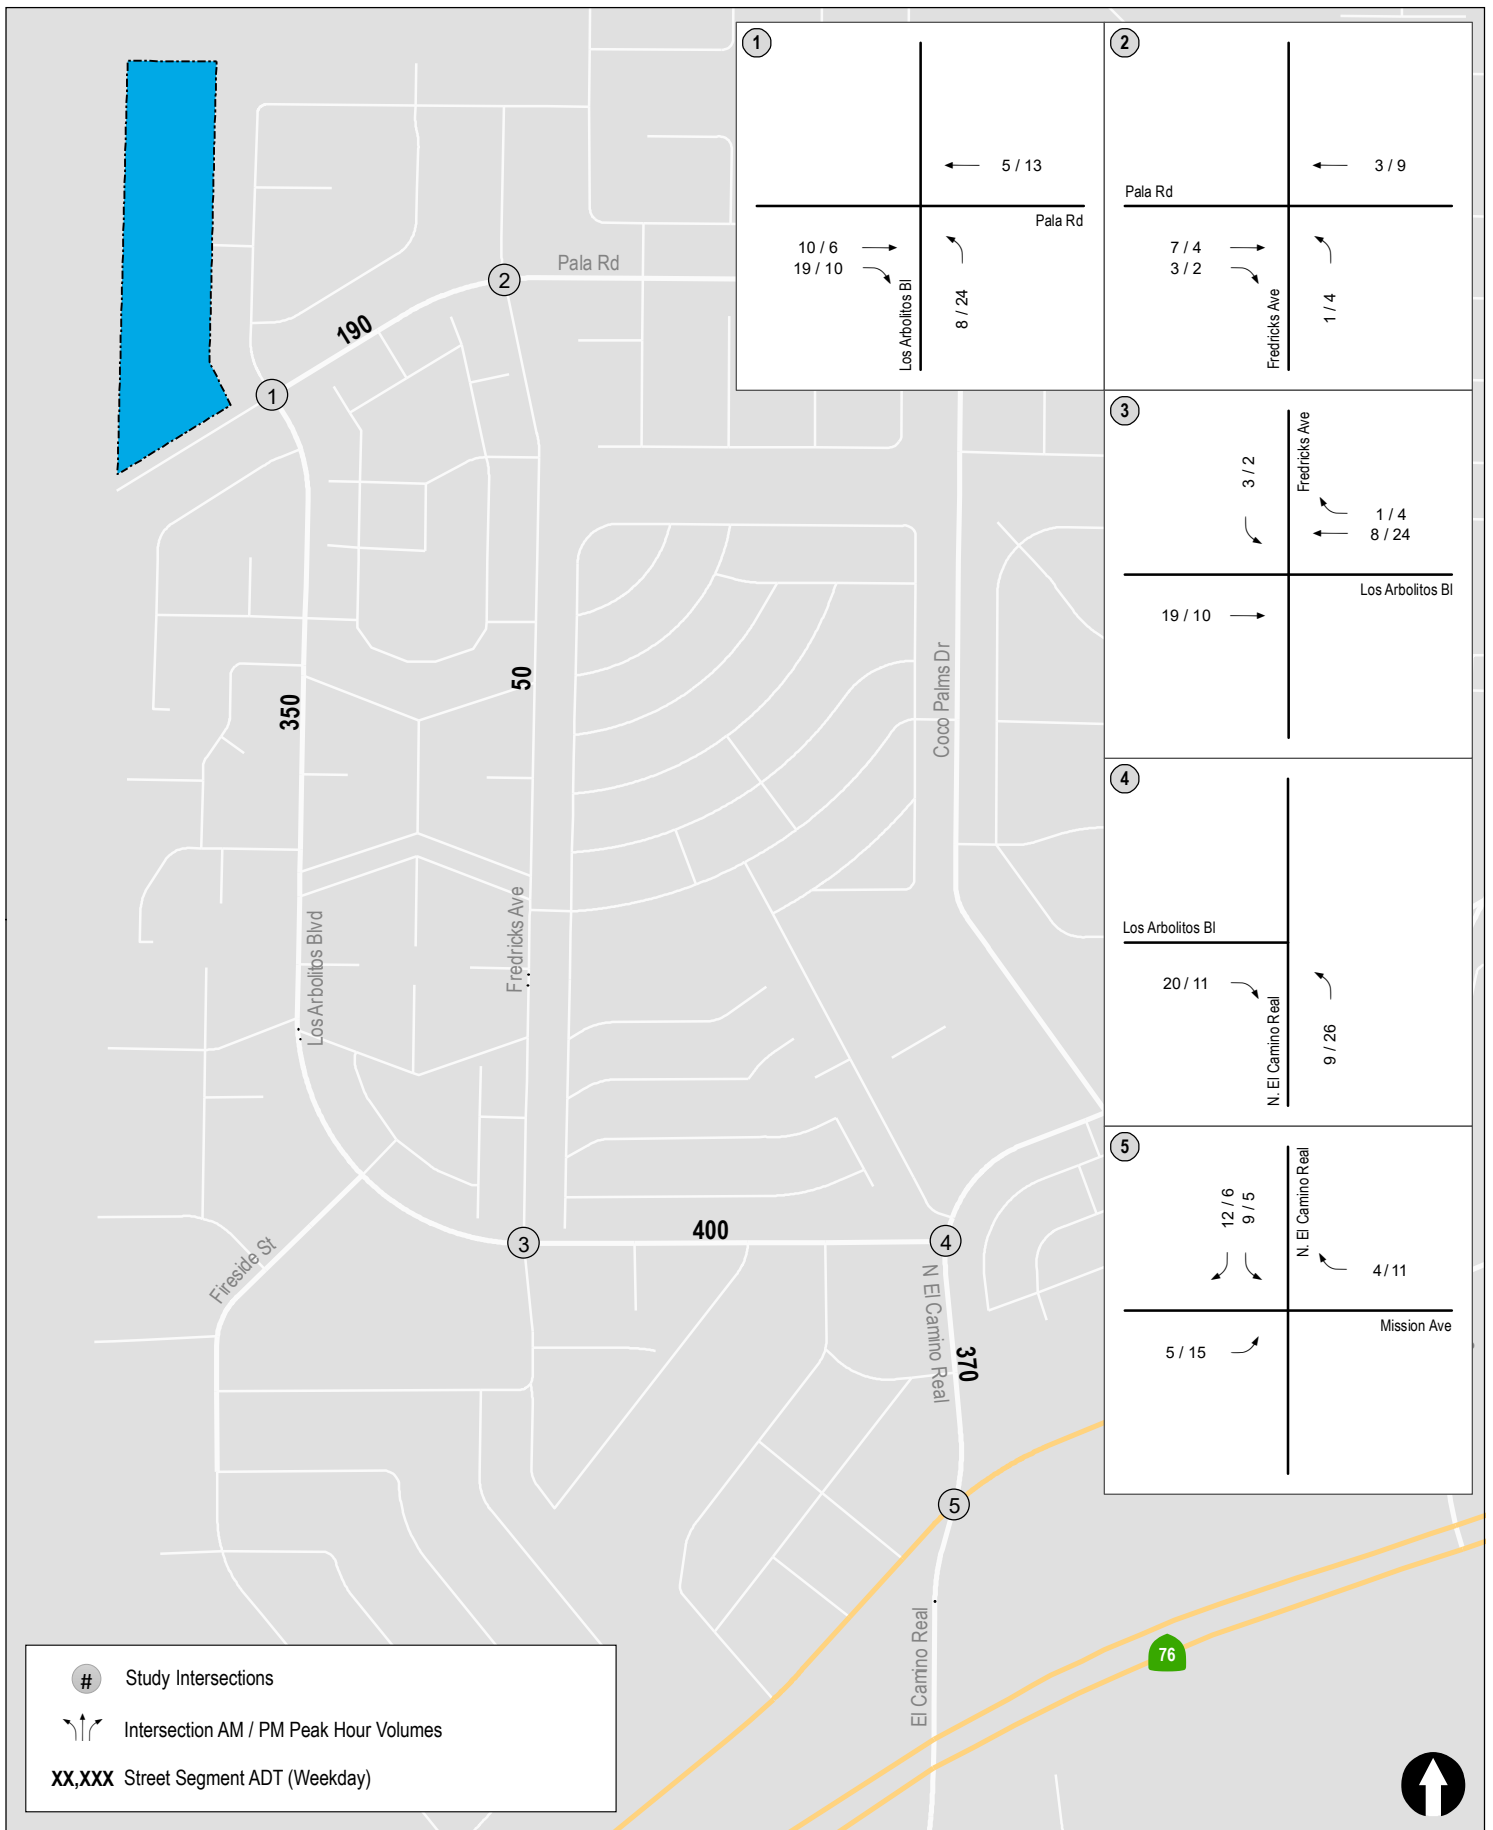 1
5 / 13
Pala Rd
10 / 6
19 / 10
Los Arbolitos Bl
8 / 24
2
3 / 9
Pala Rd
7 / 4
3 / 2
Fredricks Ave
1 / 4
3
3 / 2
Fredricks Ave
1 / 4
8 / 24
Los Arbolitos Bl
19 / 10
4
Los Arbolitos Bl
20 / 11
N. El Camino Real
9 / 26
5
12 / 6
9 / 5
N. El Camino Real
4 / 11
Mission Ave
5 / 15
2
Pala Rd
190
1
50
350
Coco Palms Dr
Fredricks Ave
Los Arbolitos Blvd
400
3
4
Fireside St
N El Camino Real
370
5
El Camino Real
76
# Study Intersections
Intersection AM / PM Peak Hour Volumes
XX,XXX Street Segment ADT (Weekday)